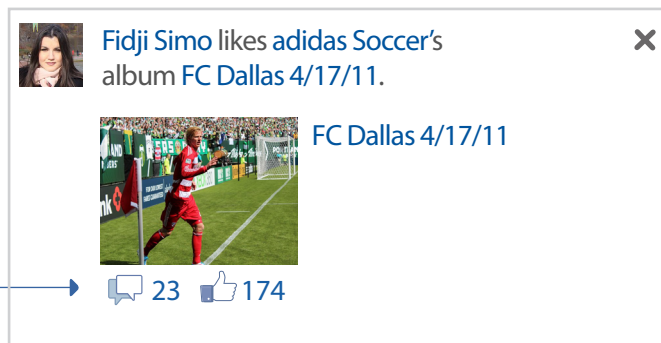 Fidji Simo likes adidas Soccer's
album FC Dallas 4/17/11.
FC Dallas 4/17/11
23 174